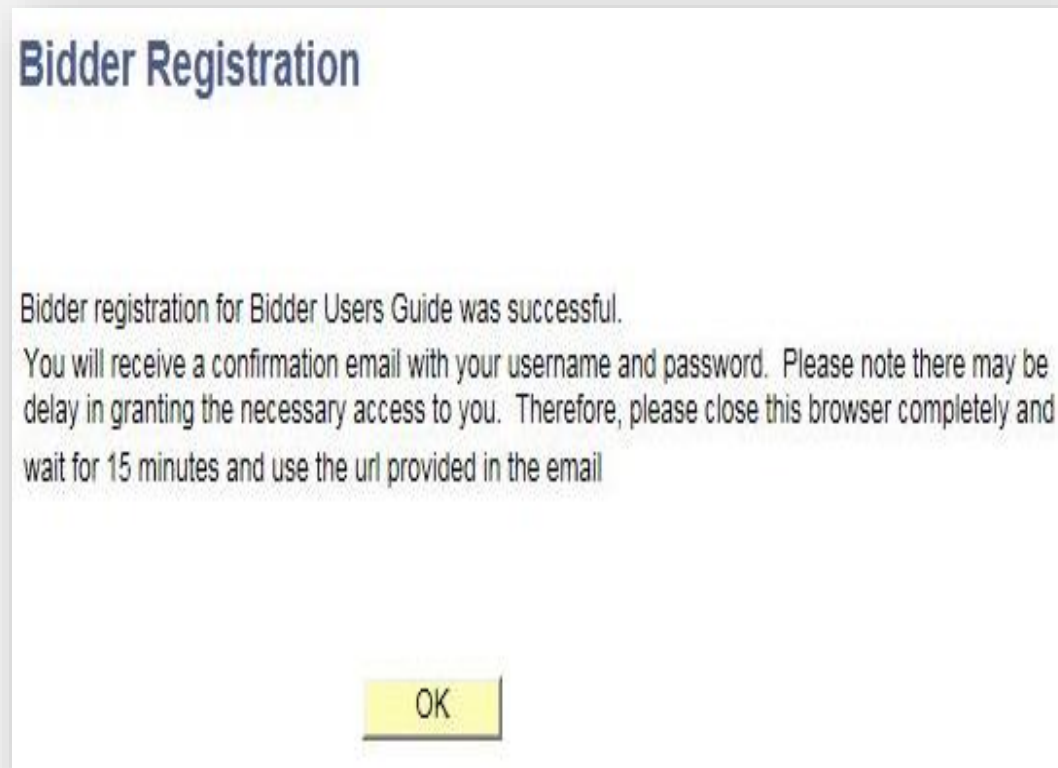 Bidder Registration
Bidder registration for Bidder Users Guide was successful.
You will receive a confirmation email with your username and password.  Please note there may be
delay in granting the necessary access to you.  Therefore, please close this browser completely and
wait for 15 minutes and use the url provided in the email
OK